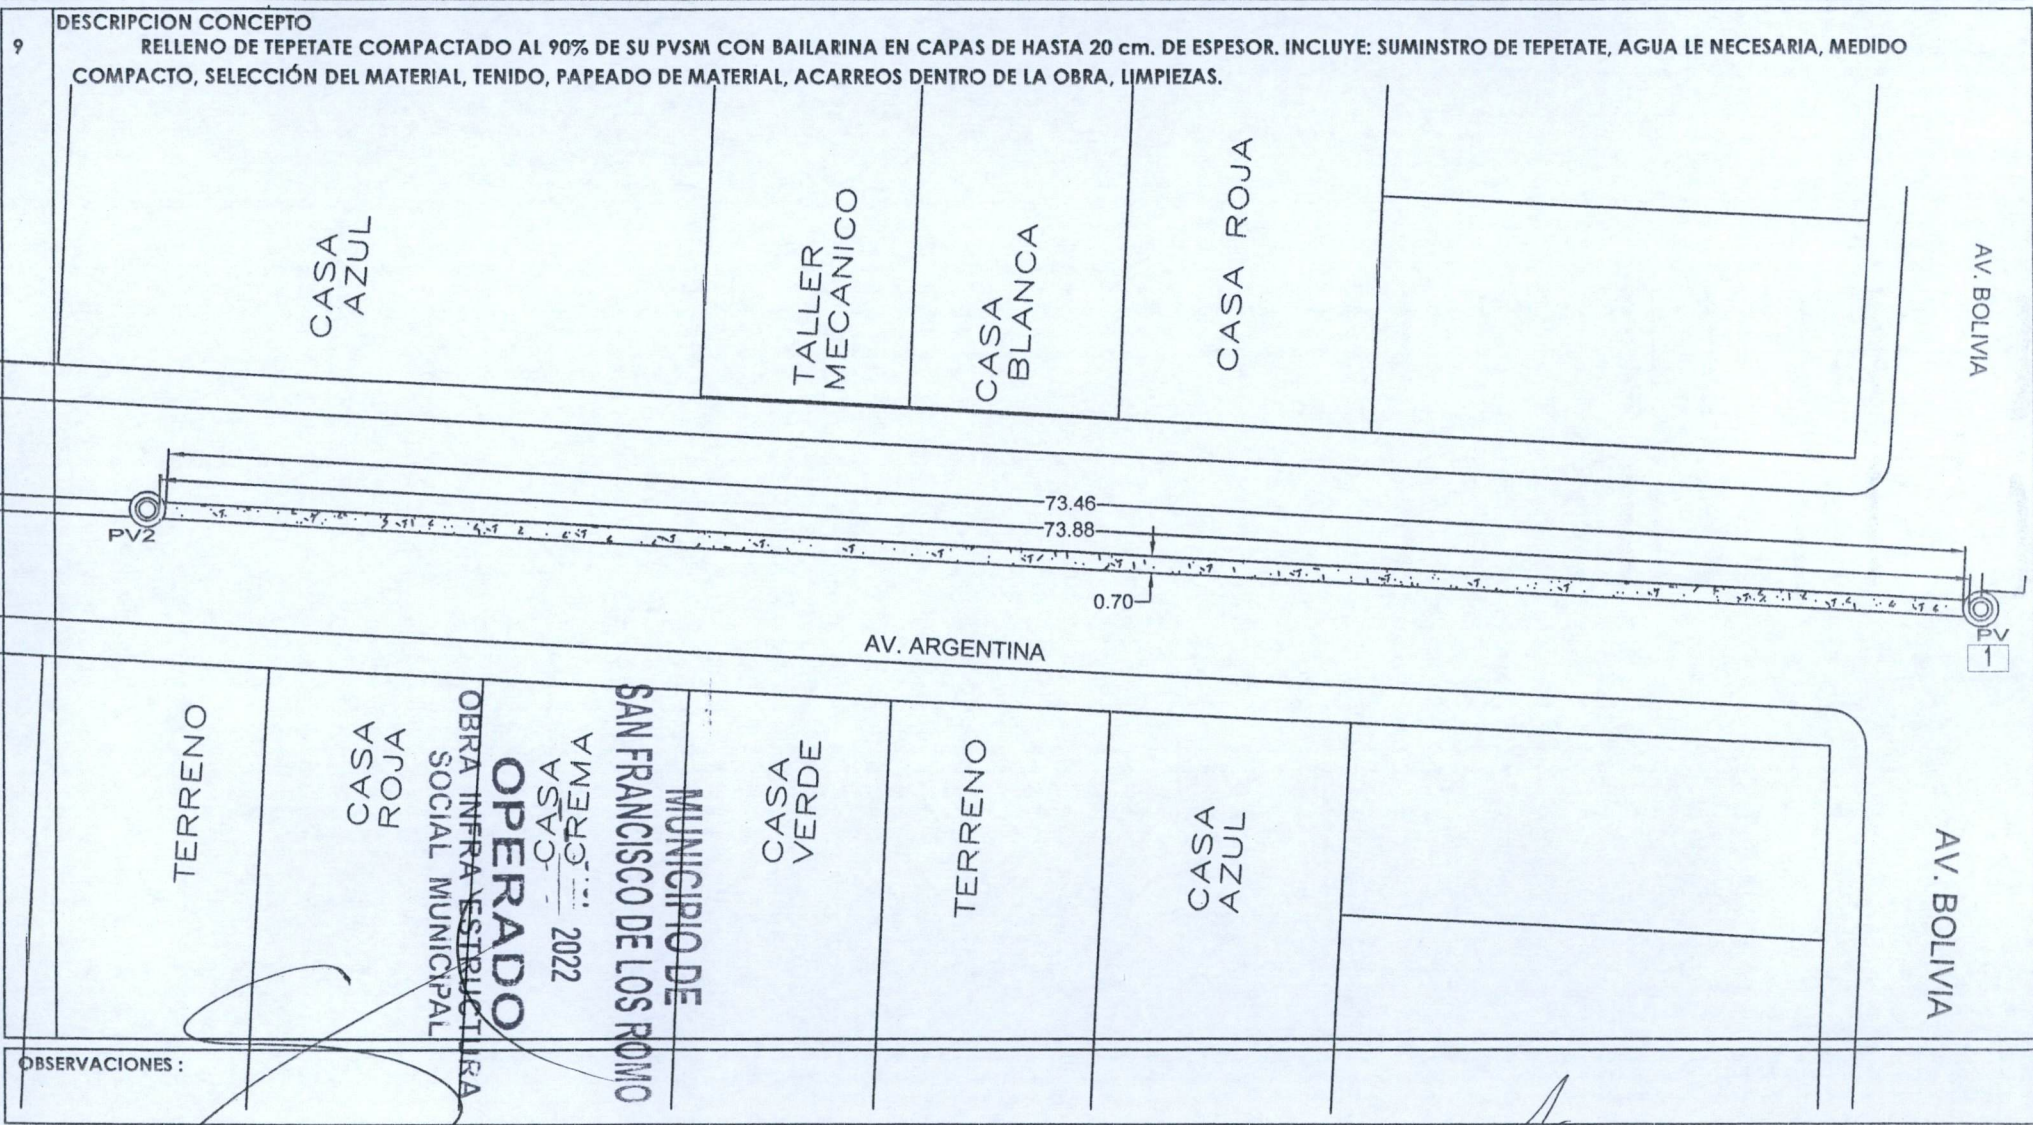 DESCRIPCION CONCEPTO
9 RELLENO DE TEPETATE COMPACTADO AL 90% DE SU PVSM CON BAILARINA EN CAPAS DE HASTA 20 cm. DE ESPESOR. INCLUYE: SUMINSTRO DE TEPETATE, AGUA LE NECESARIA, MEDIDO
COMPACTO, SELECCIÓN DEL MATERIAL, TENIDO, PAPEADO DE MATERIAL, ACARREOS DENTRO DE LA OBRA, LIMPIEZAS.
CASA
AZUL
TALLER
MECANICO
CASA
BLANCA
CASA ROJA
AV. BOLIVIA
73.46
73.88
0.70
PV2
PV
1
AV. ARGENTINA
TERRENO
CASA
ROJA
CASA
CREMA
CASA
VERDE
TERRENO
CASA
AZUL
AV. BOLIVIA
MUNICIPIO DE
SAN FRANCISCO DE LOS ROMO
2022
OPERADO
OBRA INFRAESTRUCTURA
SOCIAL MUNICIPAL
OBSERVACIONES :